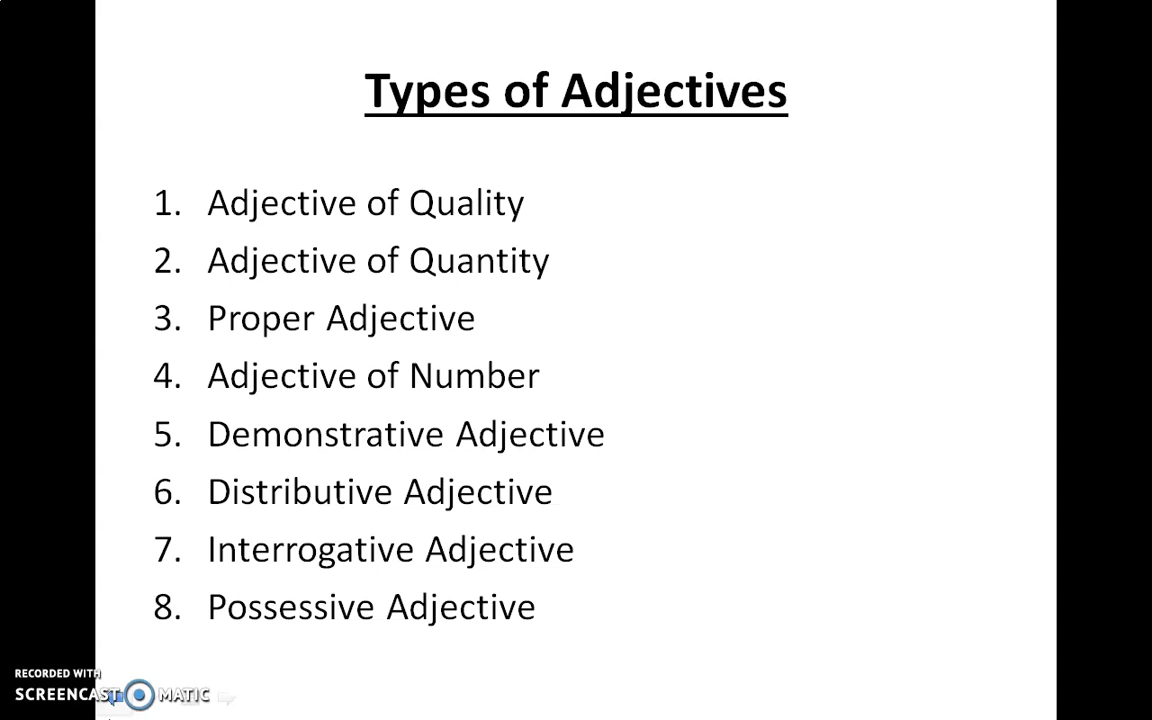 Types of Adjectives
1. Adjective of Quality
2. Adjective of Quantity
3. Proper Adjective
4. Adjective of Number
5. Demonstrative Adjective
6. Distributive Adjective
7. Interrogative Adjective
8. Possessive Adjective
RECORDED WITH
SCREENCAST MATIC